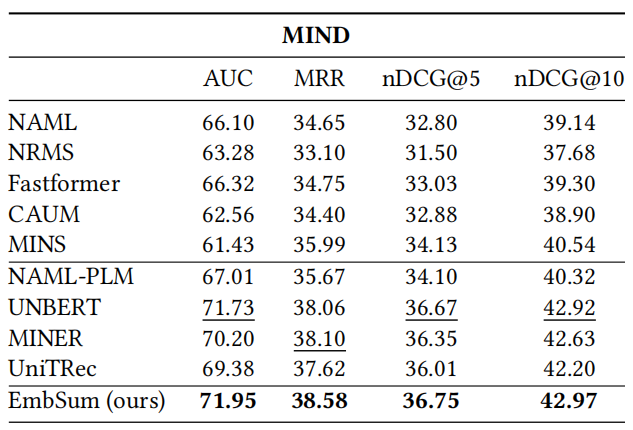 MIND
AUC MRR nDCG@5 nDCG@10
NAML 66.10 34.65 32.80 39.14
NRMS 63.28 33.10 31.50 37.68
Fastformer 66.32 34.75 33.03 39.30
CAUM 62.56 34.40 32.88 38.90
MINS 61.43 35.99 34.13 40.54
NAML-PLM 67.01 35.67 34.10 40.32
UNBERT 71.73 38.06 36.67 42.92
MINER 70.20 38.10 36.35 42.63
UniTRec 69.38 37.62 36.01 42.20
EmbSum (ours) 71.95 38.58 36.75 42.97